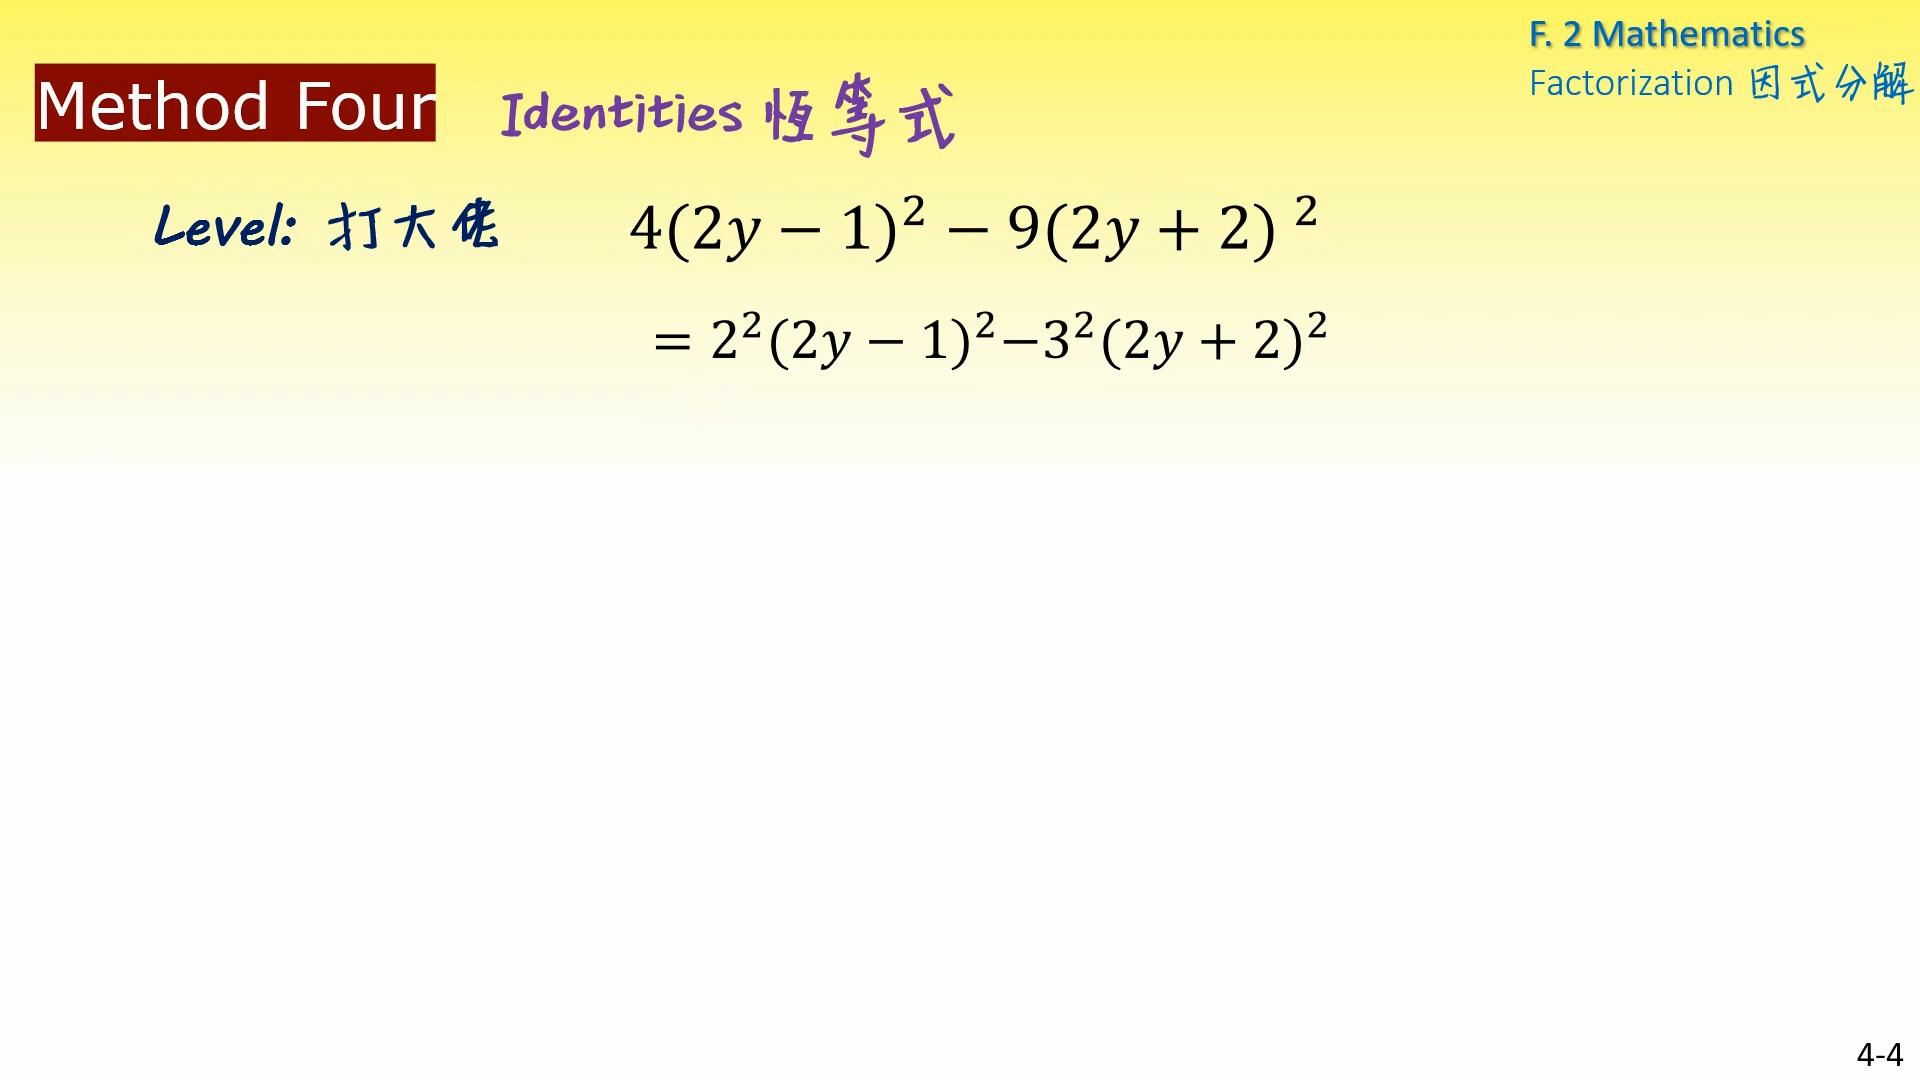 F. 2 Mathematics
Factorization 因式分解
Method Four
Identities 恆等式
Level: 打大佬
4(2y − 1)² − 9(2y + 2) ²
= 2²(2y − 1)²−3²(2y + 2)²
4-4